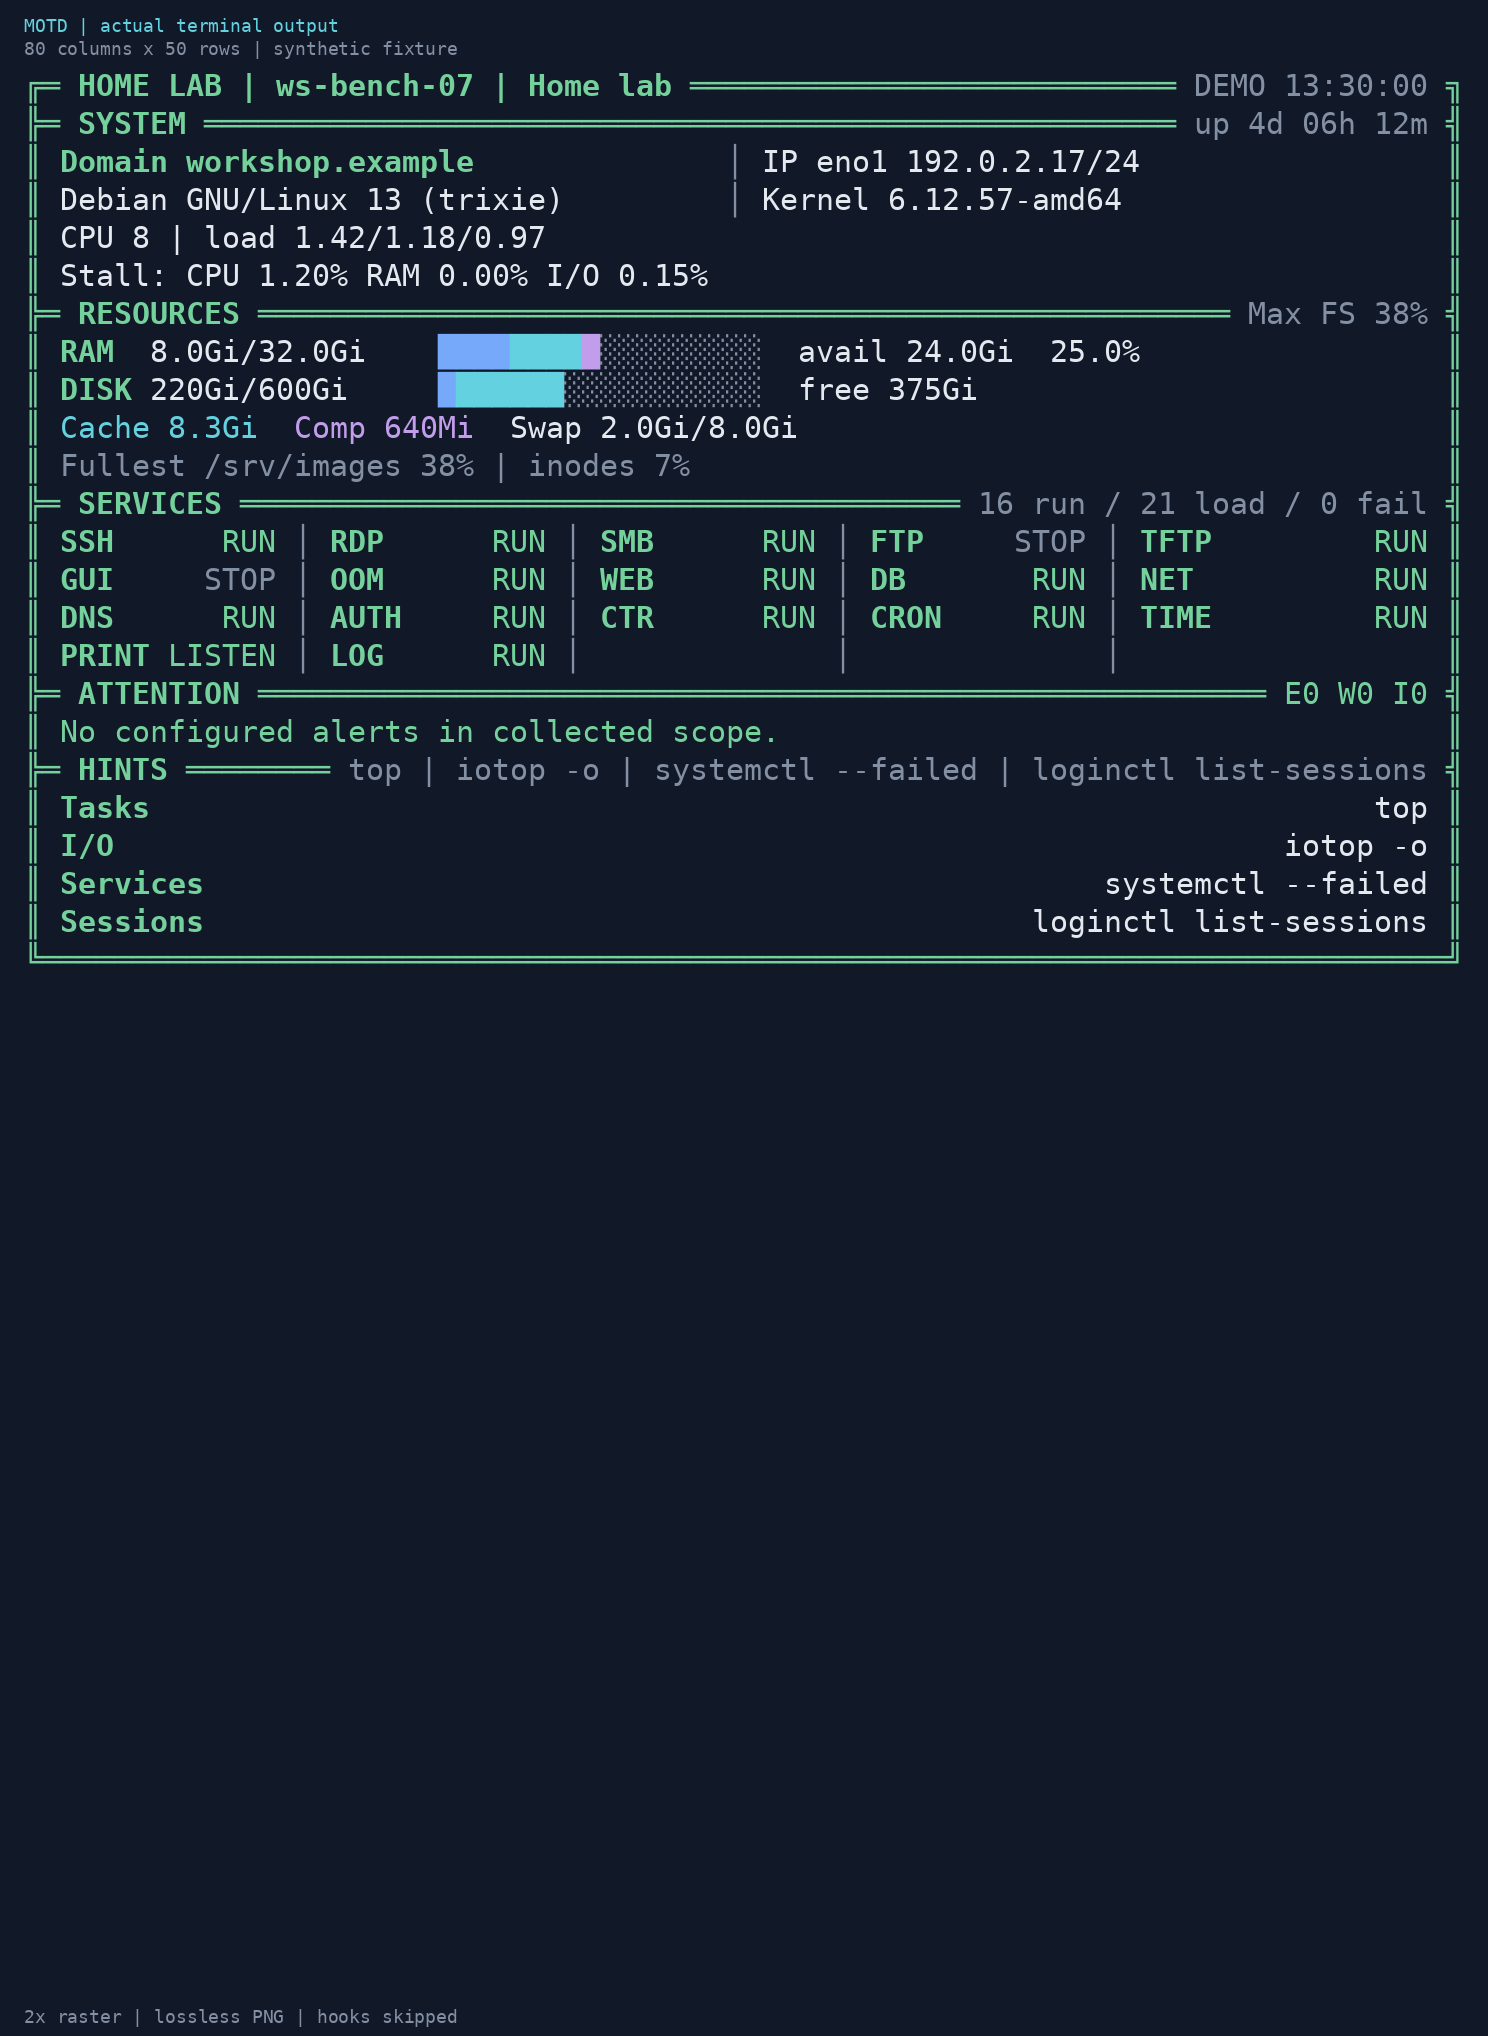 MOTD | actual terminal output
80 columns x 50 rows | synthetic fixture
HOME LAB | ws-bench-07 | Home lab DEMO 13:30:00
SYSTEM up 4d 06h 12m
Domain workshop.example │ IP eno1 192.0.2.17/24
Debian GNU/Linux 13 (trixie) │ Kernel 6.12.57-amd64
CPU 8 | load 1.42/1.18/0.97
Stall: CPU 1.20% RAM 0.00% I/O 0.15%
RESOURCES Max FS 38%
RAM 8.0Gi/32.0Gi avail 24.0Gi 25.0%
DISK 220Gi/600Gi free 375Gi
Cache 8.3Gi Comp 640Mi Swap 2.0Gi/8.0Gi
Fullest /srv/images 38% | inodes 7%
SERVICES 16 run / 21 load / 0 fail
SSH RUN │ RDP RUN │ SMB RUN │ FTP STOP │ TFTP RUN
GUI STOP │ OOM RUN │ WEB RUN │ DB RUN │ NET RUN
DNS RUN │ AUTH RUN │ CTR RUN │ CRON RUN │ TIME RUN
PRINT LISTEN │ LOG RUN │ │ │
ATTENTION E0 W0 I0
No configured alerts in collected scope.
HINTS top | iotop -o | systemctl --failed | loginctl list-sessions
Tasks top
I/O iotop -o
Services systemctl --failed
Sessions loginctl list-sessions
2x raster | lossless PNG | hooks skipped